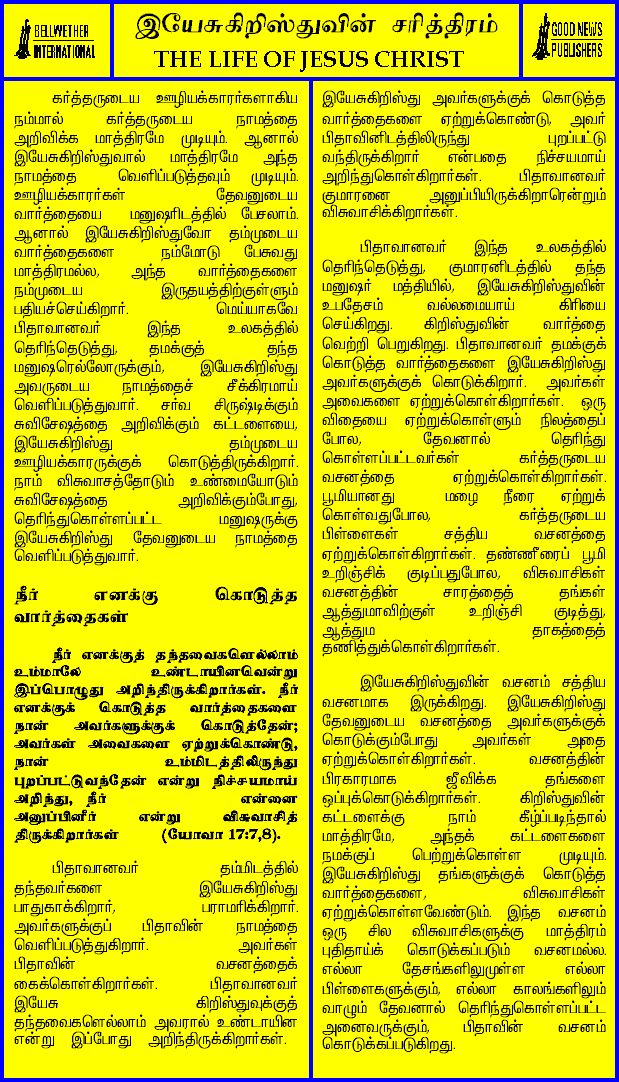 BELLWETHER
INTERNATIONAL
இயேசுகிறிஸ்துவின் சரித்திரம்
THE LIFE OF JESUS CHRIST
GOOD NEWS
PUBLISHERS
கர்த்தருடைய ஊழியக்காரர்களாகிய
நம்மால் கர்த்தருடைய நாமத்தை
அறிவிக்க மாத்திரமே முடியும். ஆனால்
இயேசுகிறிஸ்துவால் மாத்திரமே அந்த
நாமத்தை வெளிப்படுத்தவும் முடியும்.
ஊழியக்காரர்கள் தேவனுடைய
வார்த்தையை மனுஷரிடத்தில் பேசலாம்.
ஆனால் இயேசுகிறிஸ்துவோ தம்முடைய
வார்த்தைகளை நம்மோடு பேசுவது
மாத்திரமல்ல, அந்த வார்த்தைகளை
நம்முடைய இருதயத்திற்குள்ளும்
பதியச்செய்கிறார். மெய்யாகவே
பிதாவானவர் இந்த உலகத்தில்
தெரிந்தெடுத்து, தமக்குத் தந்த
மனுஷரெல்லோருக்கும், இயேசுகிறிஸ்து
அவருடைய நாமத்தைச் சீக்கிரமாய்
வெளிப்படுத்துவார். சர்வ சிருஷ்டிக்கும்
சுவிசேஷத்தை அறிவிக்கும் கட்டளையை,
இயேசுகிறிஸ்து தம்முடைய
ஊழியக்காரருக்குக் கொடுத்திருக்கிறார்.
நாம் விசுவாசத்தோடும் உண்மையோடும்
சுவிசேஷத்தை அறிவிக்கும்போது,
தெரிந்துகொள்ளப்பட்ட மனுஷருக்கு
இயேசுகிறிஸ்து தேவனுடைய நாமத்தை
வெளிப்படுத்துவார்.
நீர் எனக்கு கொடுத்த
வார்த்தைகள்
நீர் எனக்குத் தந்தவைகளெல்லாம்
உம்மாலே உண்டாயினவென்று
இப்பொழுது அறிந்திருக்கிறார்கள். நீர்
எனக்குக் கொடுத்த வார்த்தைகளை
நான் அவர்களுக்குக் கொடுத்தேன்;
அவர்கள் அவைகளை ஏற்றுக்கொண்டு,
நான் உம்மிடத்திலிருந்து
புறப்பட்டுவந்தேன் என்று நிச்சயமாய்
அறிந்து, நீர் என்னை
அனுப்பினீர் என்று விசுவாசித்
திருக்கிறார்கள் (யோவா 17:7,8).
பிதாவானவர் தம்மிடத்தில்
தந்தவர்களை இயேசுகிறிஸ்து
பாதுகாக்கிறார், பராமரிக்கிறார்.
அவர்களுக்குப் பிதாவின் நாமத்தை
வெளிப்படுத்துகிறார். அவர்கள்
பிதாவின் வசனத்தைக்
கைக்கொள்கிறார்கள். பிதாவானவர்
இயேசு கிறிஸ்துவுக்குத்
தந்தவைகளெல்லாம் அவரால் உண்டாயின
என்று இப்போது அறிந்திருக்கிறார்கள்.
இயேசுகிறிஸ்து அவர்களுக்குக் கொடுத்த
வார்த்தைகளை ஏற்றுக்கொண்டு, அவர்
பிதாவினிடத்திலிருந்து புறப்பட்டு
வந்திருக்கிறார் என்பதை நிச்சயமாய்
அறிந்துகொள்கிறார்கள். பிதாவானவர்
குமாரனை அனுப்பியிருக்கிறாரென்றும்
விசுவாசிக்கிறார்கள்.
பிதாவானவர் இந்த உலகத்தில்
தெரிந்தெடுத்து, குமாரனிடத்தில் தந்த
மனுஷர் மத்தியில், இயேசுகிறிஸ்துவின்
உபதேசம் வல்லமையாய் கிரியை
செய்கிறது. கிறிஸ்துவின் வார்த்தை
வெற்றி பெறுகிறது. பிதாவானவர் தமக்குக்
கொடுத்த வார்த்தைகளை இயேசுகிறிஸ்து
அவர்களுக்குக் கொடுக்கிறார். அவர்கள்
அவைகளை ஏற்றுக்கொள்கிறார்கள். ஒரு
விதையை ஏற்றுக்கொள்ளும் நிலத்தைப்
போல, தேவனால் தெரிந்து
கொள்ளப்பட்டவர்கள் கர்த்தருடைய
வசனத்தை ஏற்றுக்கொள்கிறார்கள்.
பூமியானது மழை நீரை ஏற்றுக்
கொள்வதுபோல, கர்த்தருடைய
பிள்ளைகள் சத்திய வசனத்தை
ஏற்றுக்கொள்கிறார்கள். தண்ணீரைப் பூமி
உறிஞ்சிக் குடிப்பதுபோல, விசுவாசிகள்
வசனத்தின் சாரத்தைத் தங்கள்
ஆத்துமாவிற்குள் உறிஞ்சி குடித்து,
ஆத்தும தாகத்தைத்
தணித்துக்கொள்கிறார்கள்.
இயேசுகிறிஸ்துவின் வசனம் சத்திய
வசனமாக இருக்கிறது. இயேசுகிறிஸ்து
தேவனுடைய வசனத்தை அவர்களுக்குக்
கொடுக்கும்போது அவர்கள் அதை
ஏற்றுக்கொள்கிறார்கள். வசனத்தின்
பிரகாரமாக ஜீவிக்க தங்களை
ஒப்புக்கொடுக்கிறார்கள். கிறிஸ்துவின்
கட்டளைக்கு நாம் கீழ்ப்படிந்தால்
மாத்திரமே, அந்தக் கட்டளைகளை
நமக்குப் பெற்றுக்கொள்ள முடியும்.
இயேசுகிறிஸ்து தங்களுக்குக் கொடுத்த
வார்த்தைகளை, விசுவாசிகள்
ஏற்றுக்கொள்ளவேண்டும். இந்த வசனம்
ஒரு சில விசுவாசிகளுக்கு மாத்திரம்
புதிதாய்க் கொடுக்கப்படும் வசனமல்ல.
எல்லா தேசங்களிலுமுள்ள எல்லா
பிள்ளைகளுக்கும், எல்லா காலங்களிலும்
வாழும் தேவனால் தெரிந்துகொள்ளப்பட்ட
அனைவருக்கும், பிதாவின் வசனம்
கொடுக்கப்படுகிறது.